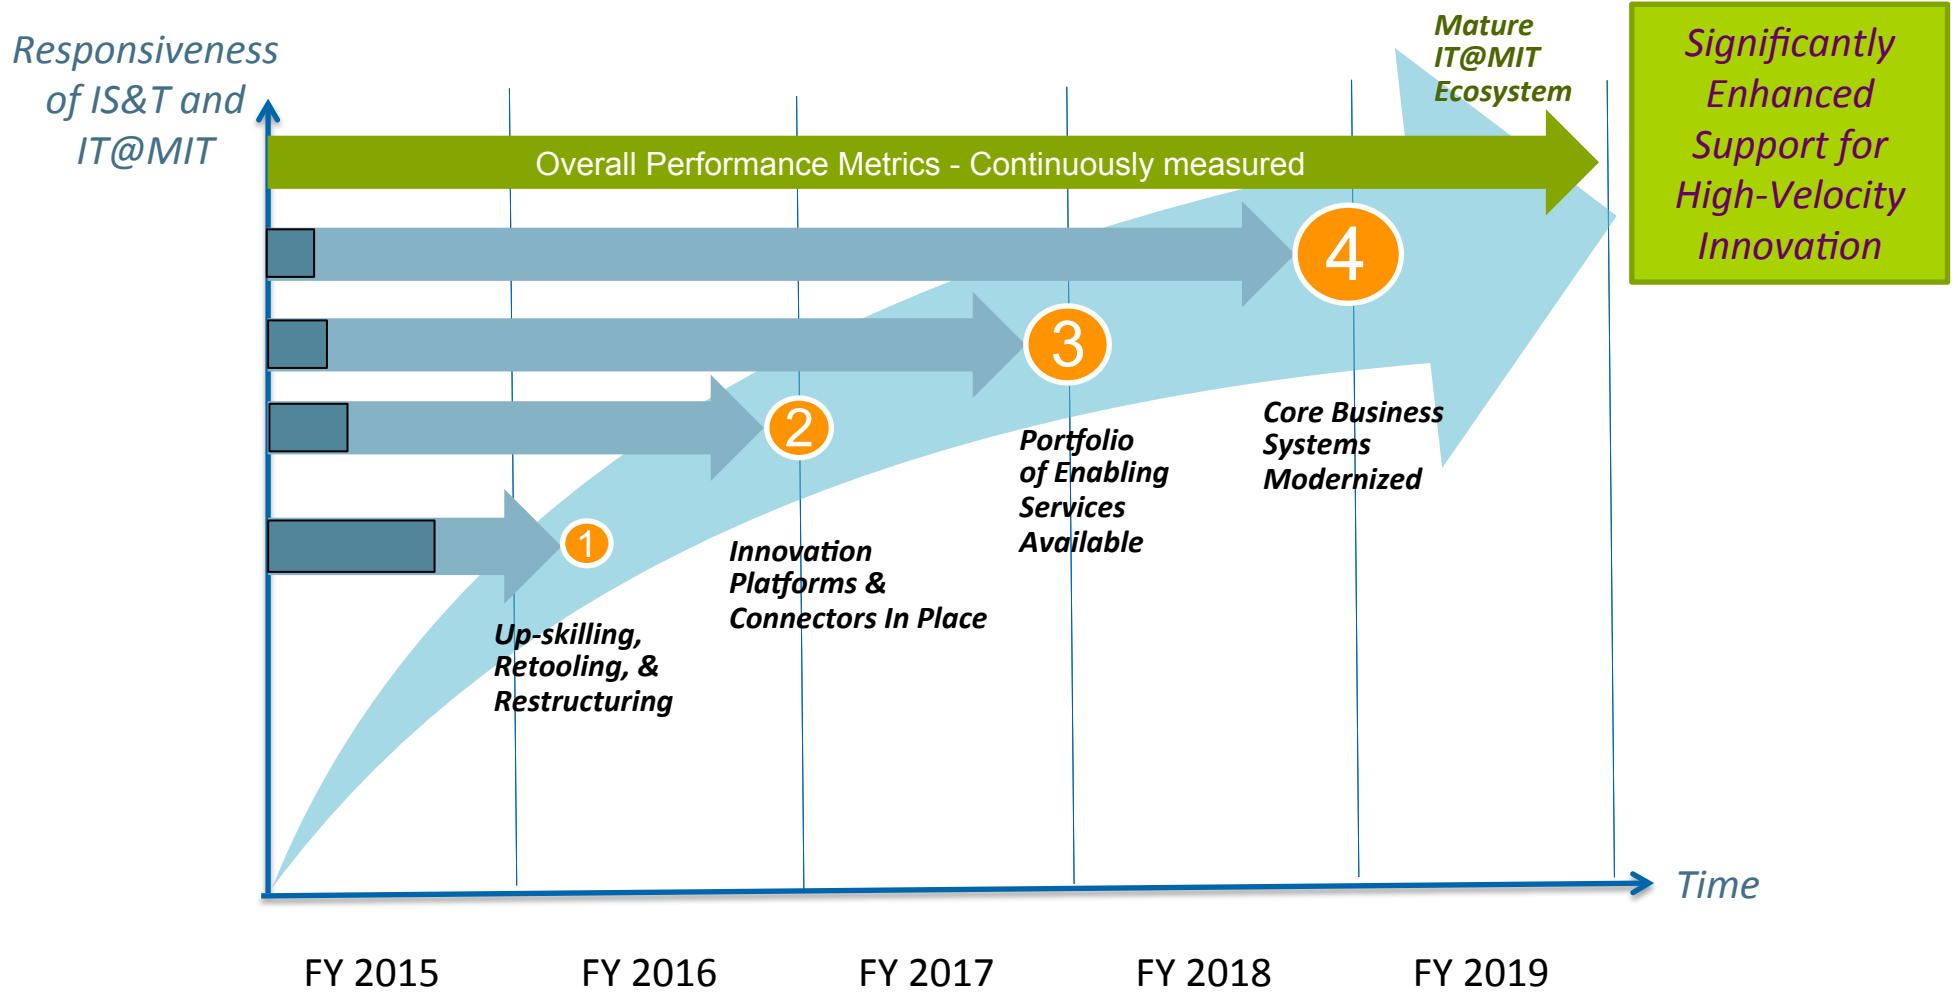 Responsiveness
of IS&T and
IT@MIT
Mature
IT@MIT
Ecosystem
Significantly
Enhanced
Support for
High-Velocity
Innovation
Overall Performance Metrics - Continuously measured
4
3
2
1
Core Business
Systems
Modernized
Portfolio
of Enabling
Services
Available
Innovation
Platforms &
Connectors In Place
Up-skilling,
Retooling, &
Restructuring
Time
FY 2015
FY 2016
FY 2017
FY 2018
FY 2019